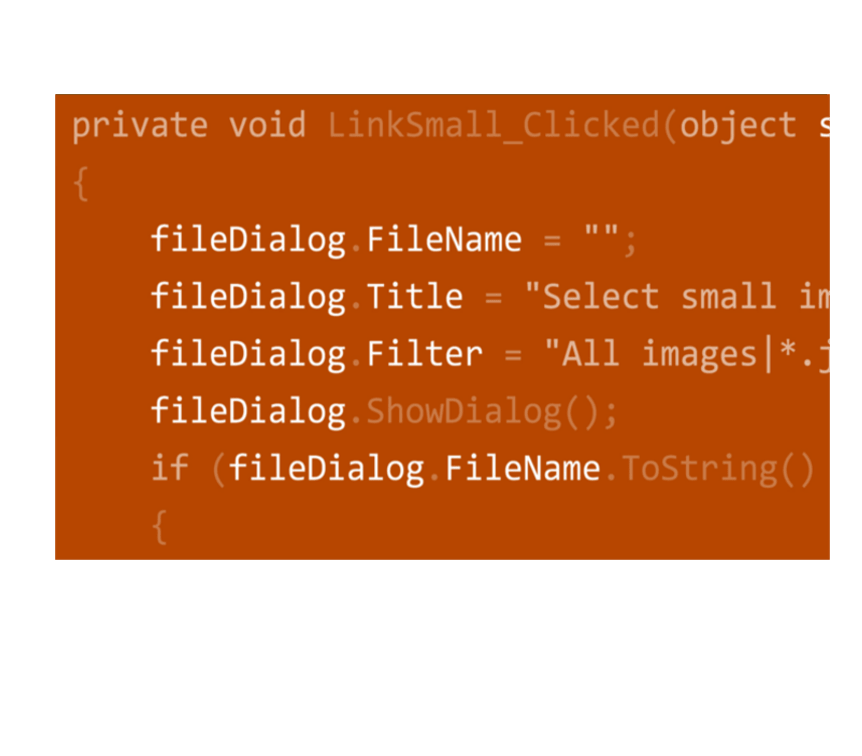 private void LinkSmall_Clicked(object s
{
fileDialog.FileName = "";
fileDialog.Title = "Select small im
fileDialog.Filter = "All images|*.j
fileDialog.ShowDialog();
if (fileDialog.FileName.ToString()
{